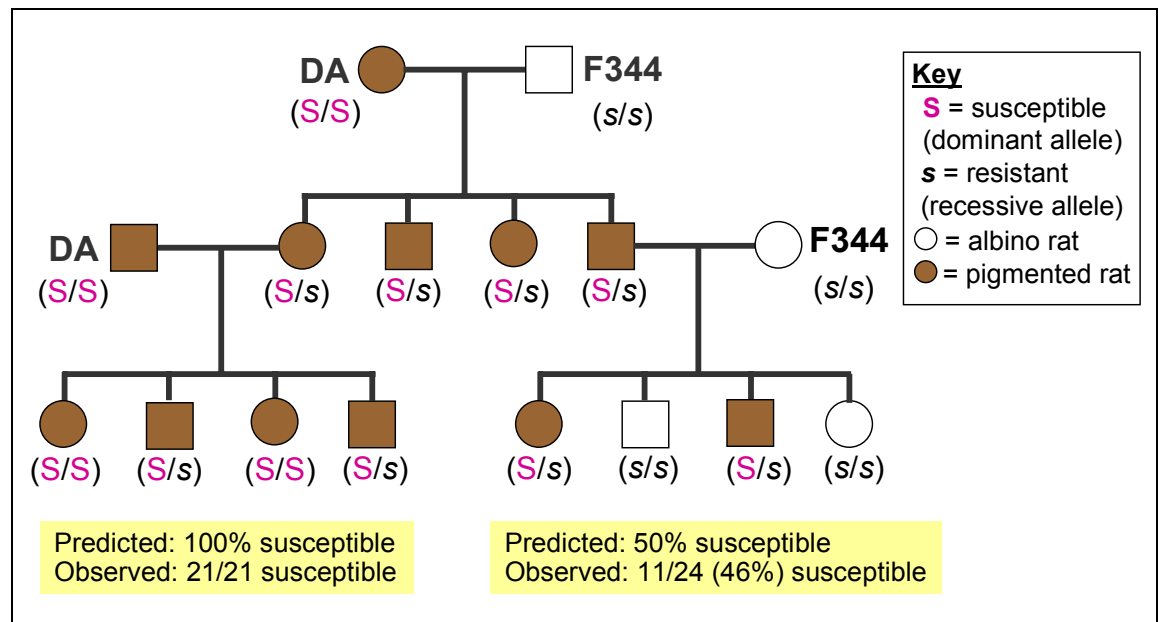 DA F344
(S/S) (s/s)
Key
S = susceptible
(dominant allele)
s = resistant
(recessive allele)
= albino rat
= pigmented rat
DA F344
(S/S) (S/s) (S/s) (S/s) (S/s) (s/s)
(S/S) (S/s) (S/S) (S/s) (S/s) (s/s) (S/s) (s/s)
Predicted: 100% susceptible
Observed: 21/21 susceptible
Predicted: 50% susceptible
Observed: 11/24 (46%) susceptible